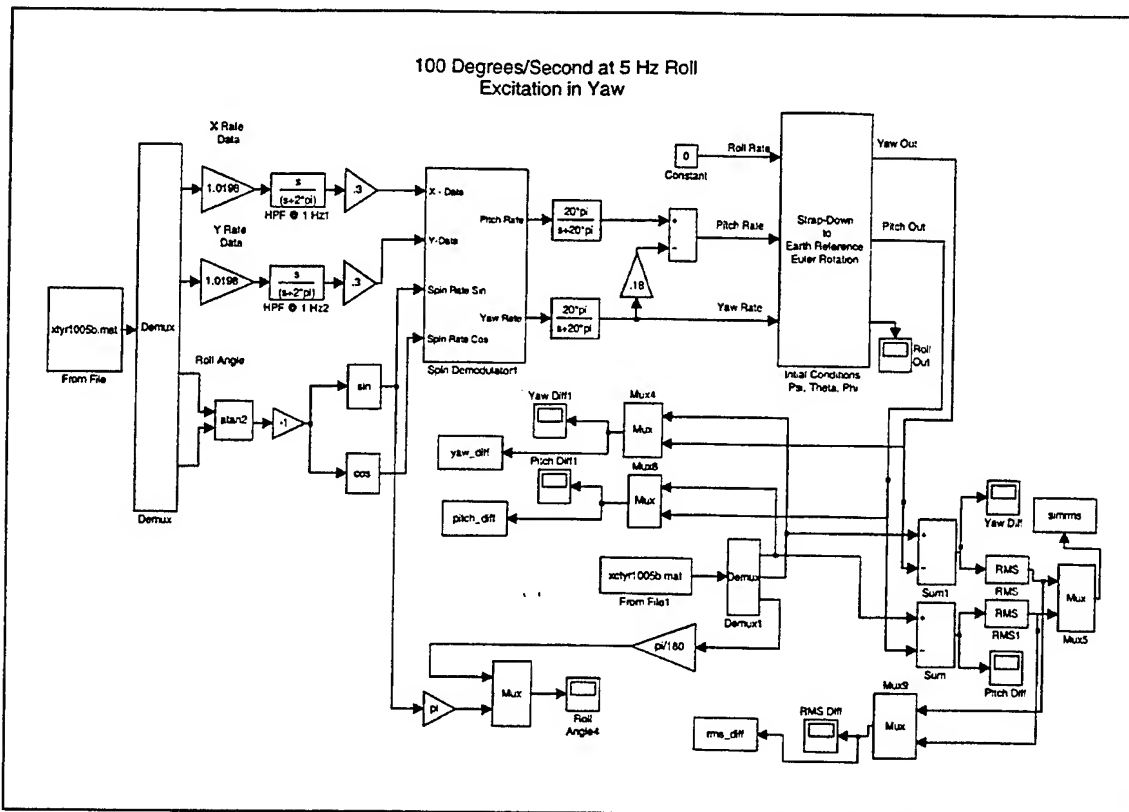 100 Degrees/Second at 5 Hz Roll
Excitation in Yaw
X Rate
Data
1.0198
s
(s+2*pi)
HPF @ 1 Hz1
.3
Y Rate
Data
1.0198
s
(s+2*pi)
HPF @ 1 Hz2
.3
xtyr1005b.mat
From File
Demux
Demux
Roll Angle
atan2
-1
sin
cos
X - Data
Y-Data
Spin Rate Sin
Spin Rate Cos
Pitch Rate
Yaw Rate
Spin Demodulator1
20*pi
s+20*pi
20*pi
s+20*pi
+
−
.18
0
Constant
Roll Rate
Pitch Rate
Yaw Rate
Strap-Down
to
Earth Reference
Euler Rotation
Initial Conditions
Psi, Theta, Phi
Yaw Out
Pitch Out
Roll
Out
Yaw Diff1
yaw_diff
Mux4
Mux
Pitch Diff1
pitch_diff
Mux8
Mux
xctyr1005b.mat
From File1
Demux
Demux1
pi/180
pi
Mux
Roll
Angle4
+
−
Sum1
+
−
Sum
Yaw Diff
RMS
RMS
RMS
RMS1
Pitch Diff
simrms
Mux
Mux5
Mux9
Mux
RMS Diff
rms_diff